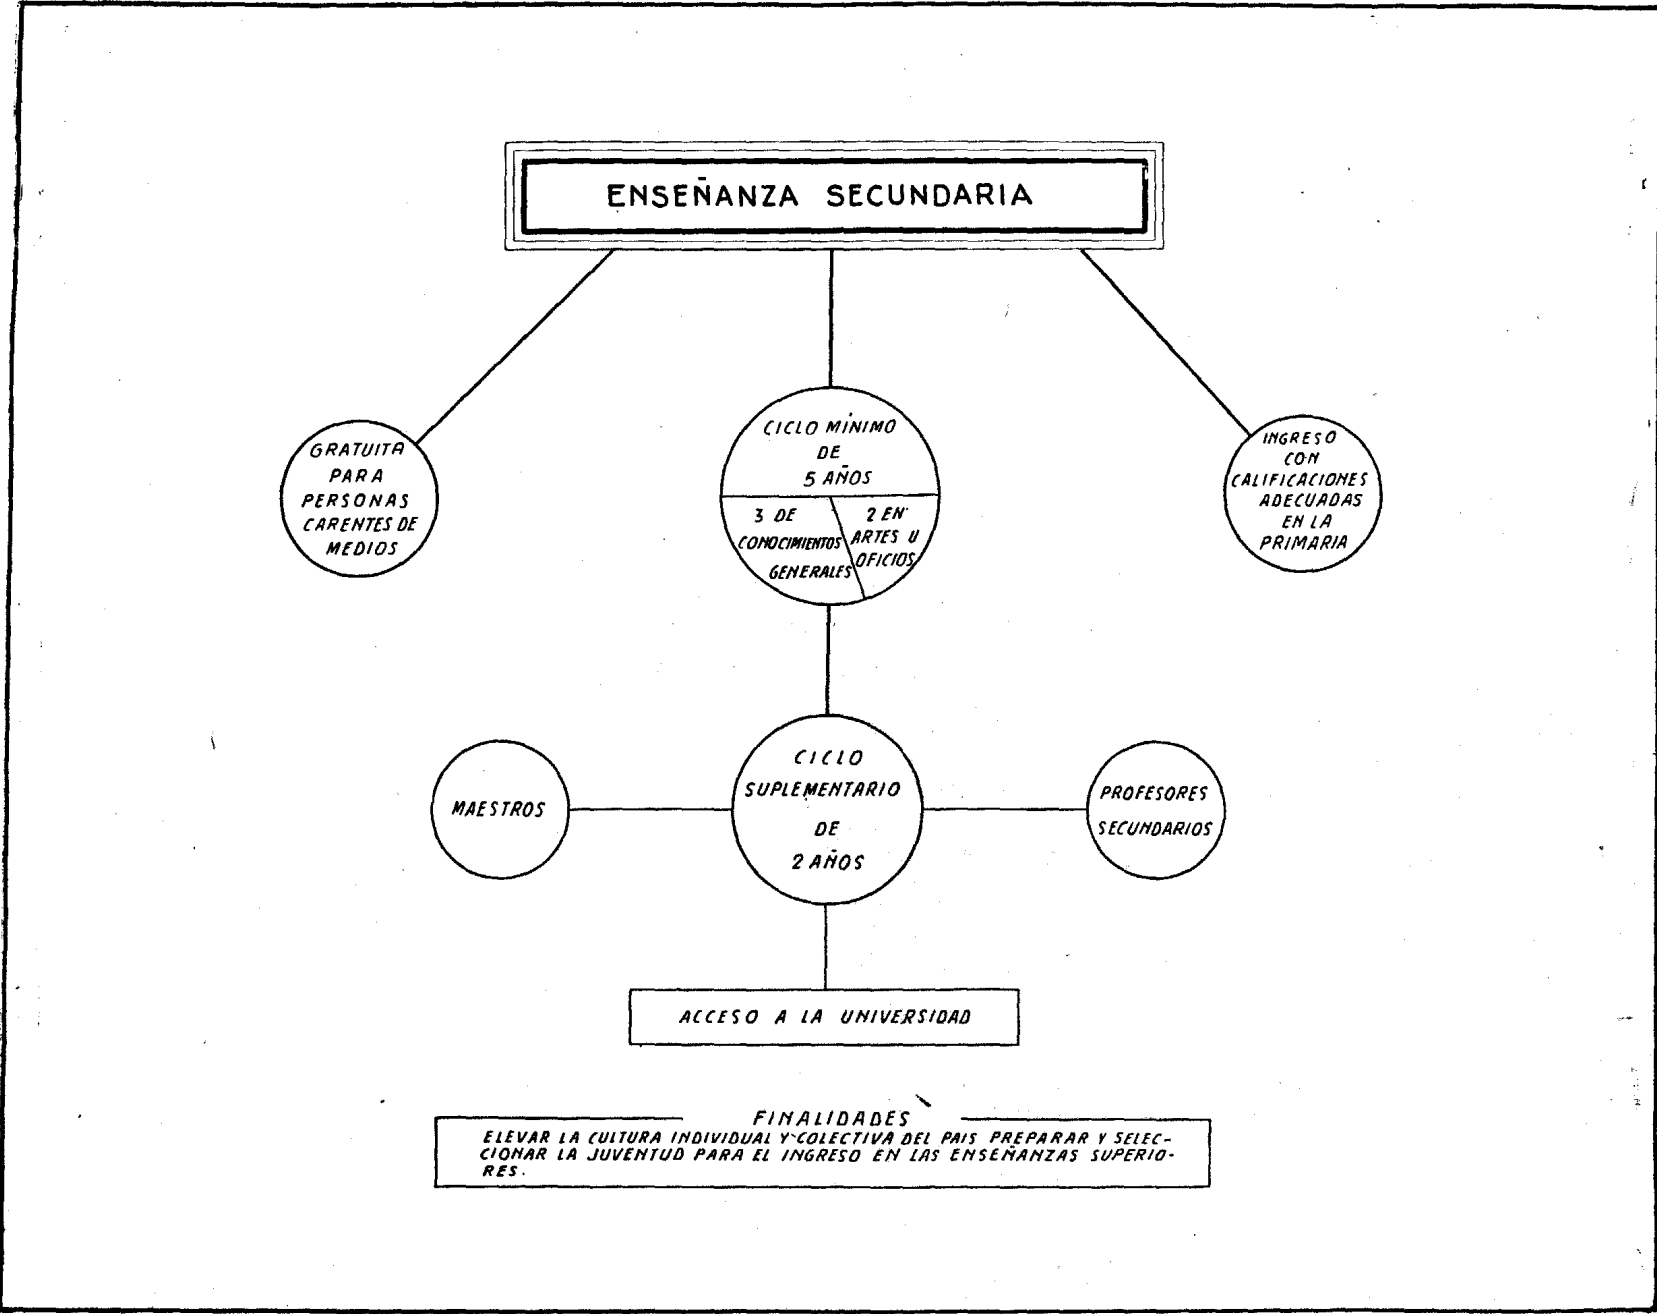 ENSEÑANZA SECUNDARIA
GRATUITA
PARA
PERSONAS
CARENTES DE
MEDIOS
CICLO MÍNIMO
DE
5 AÑOS
3 DE
CONOCIMIENTOS
GENERALES
2 EN
ARTES U
OFICIOS
INGRESO
CON
CALIFICACIONES
ADECUADAS
EN LA
PRIMARIA
MAESTROS
CICLO
SUPLEMENTARIO
DE
2 AÑOS
PROFESORES
SECUNDARIOS
ACCESO A LA UNIVERSIDAD
FINALIDADES
ELEVAR LA CULTURA INDIVIDUAL Y COLECTIVA DEL PAIS PREPARAR Y SELEC-
CIONAR LA JUVENTUD PARA EL INGRESO EN LAS ENSEÑANZAS SUPERIO-
RES.